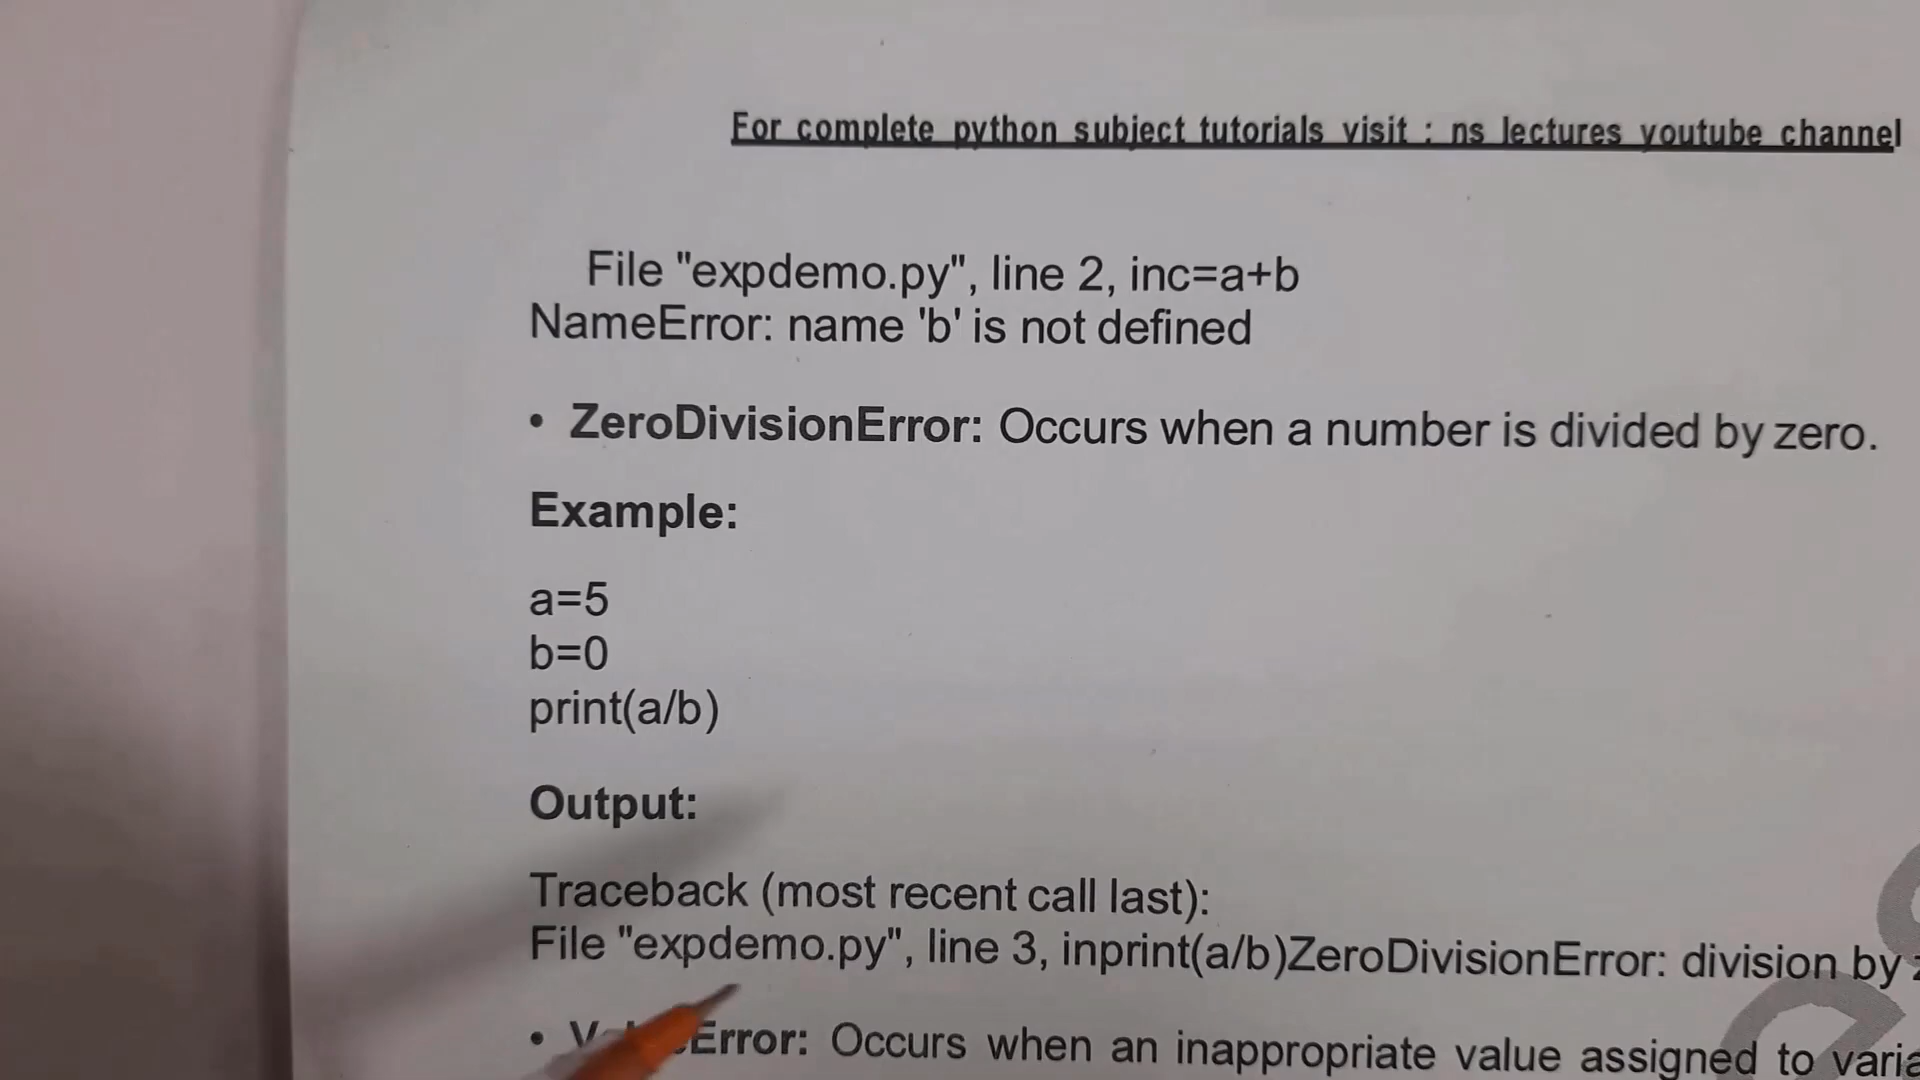 For complete python subject tutorials visit : ns lectures youtube channel
File "expdemo.py", line 2, inc=a+b
NameError: name 'b' is not defined
• ZeroDivisionError: Occurs when a number is divided by zero.
Example:
a=5
b=0
print(a/b)
Output:
Traceback (most recent call last):
File "expdemo.py", line 3, inprint(a/b)ZeroDivisionError: division by
• Error: Occurs when an inappropriate value assigned to